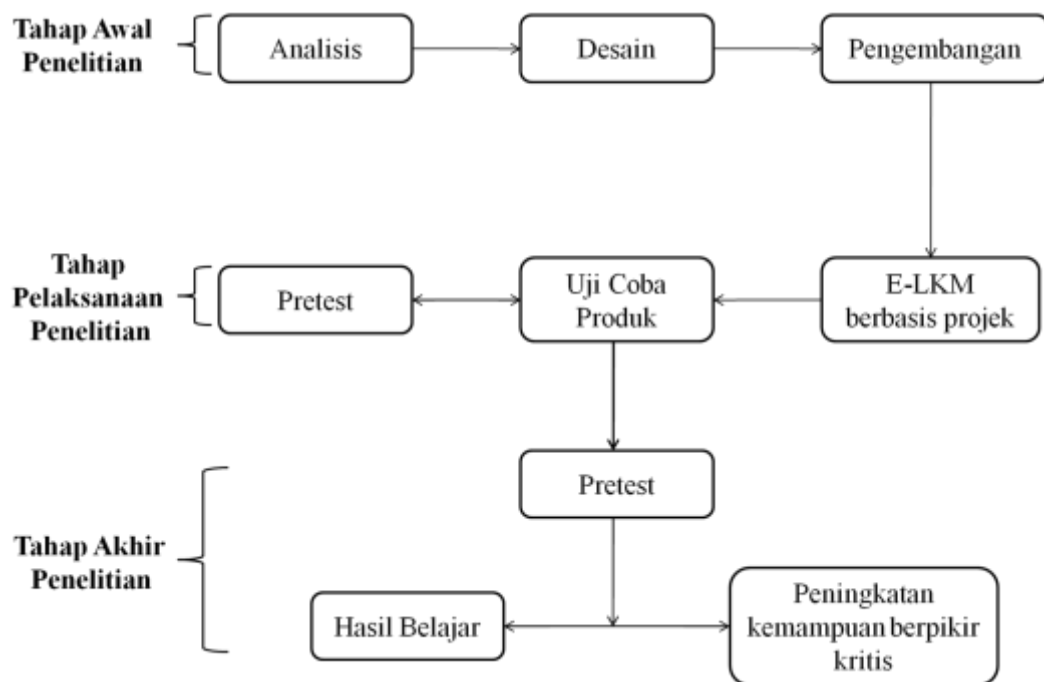 Tahap Awal
Penelitian
Analisis
Desain
Pengembangan
Tahap
Pelaksanaan
Penelitian
Pretest
Uji Coba
Produk
E-LKM
berbasis projek
Tahap Akhir
Penelitian
Pretest
Hasil Belajar
Peningkatan
kemampuan berpikir
kritis